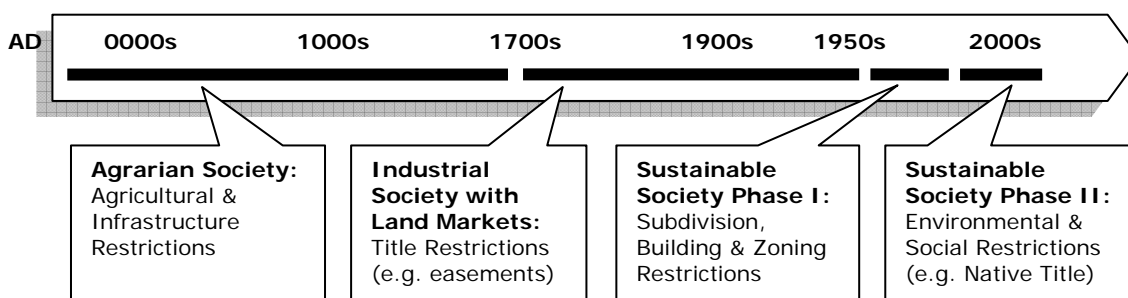 AD 0000s 1000s 1700s 1900s 1950s 2000s
Agrarian Society:
Agricultural &
Infrastructure
Restrictions
Industrial
Society with
Land Markets:
Title Restrictions
(e.g. easements)
Sustainable
Society Phase I:
Subdivision,
Building & Zoning
Restrictions
Sustainable
Society Phase II:
Environmental &
Social Restrictions
(e.g. Native Title)